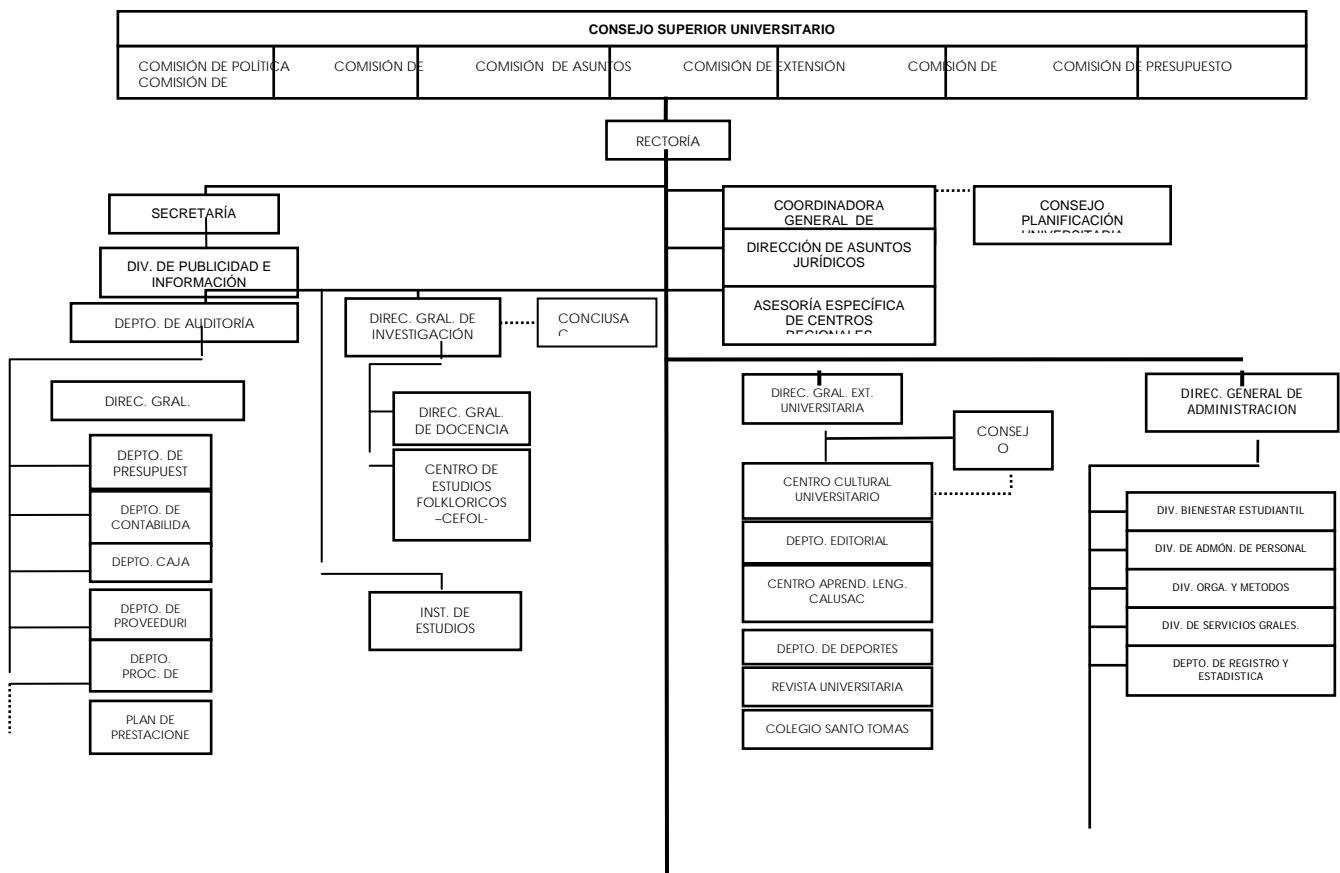 CONSEJO SUPERIOR UNIVERSITARIO
COMISIÓN DE POLÍTICA COMISIÓN DE COMISIÓN DE ASUNTOS COMISIÓN DE EXTENSIÓN COMISIÓN DE COMISIÓN DE PRESUPUESTO
COMISIÓN DE
RECTORÍA
SECRETARÍA
COORDINADORA
GENERAL DE
CONSEJO
PLANIFICACIÓN
UNIVERSITARIA
DIV. DE PUBLICIDAD E
INFORMACIÓN
DIRECCIÓN DE ASUNTOS
JURÍDICOS
DEPTO. DE AUDITORÍA
DIREC. GRAL. DE
INVESTIGACIÓN
CONCIUSA
C
ASESORÍA ESPECÍFICA
DE CENTROS
REGIONALES
DIREC. GRAL.
DEPTO. DE
PRESUPUEST
DEPTO. DE
CONTABILIDA
DEPTO. CAJA
DEPTO. DE
PROVEEDURI
DEPTO.
PROC. DE
PLAN DE
PRESTACIONE
DIREC. GRAL.
DE DOCENCIA
CENTRO DE
ESTUDIOS
FOLKLORICOS
–CEFOL-
INST. DE
ESTUDIOS
DIREC. GRAL. EXT.
UNIVERSITARIA
CONSEJ
O
CENTRO CULTURAL
UNIVERSITARIO
DEPTO. EDITORIAL
CENTRO APREND. LENG.
CALUSAC
DEPTO. DE DEPORTES
REVISTA UNIVERSITARIA
COLEGIO SANTO TOMAS
DIREC. GENERAL DE
ADMINISTRACION
DIV. BIENESTAR ESTUDIANTIL
DIV. DE ADMÓN. DE PERSONAL
DIV. ORGA. Y METODOS
DIV. DE SERVICIOS GRALES.
DEPTO. DE REGISTRO Y
ESTADISTICA